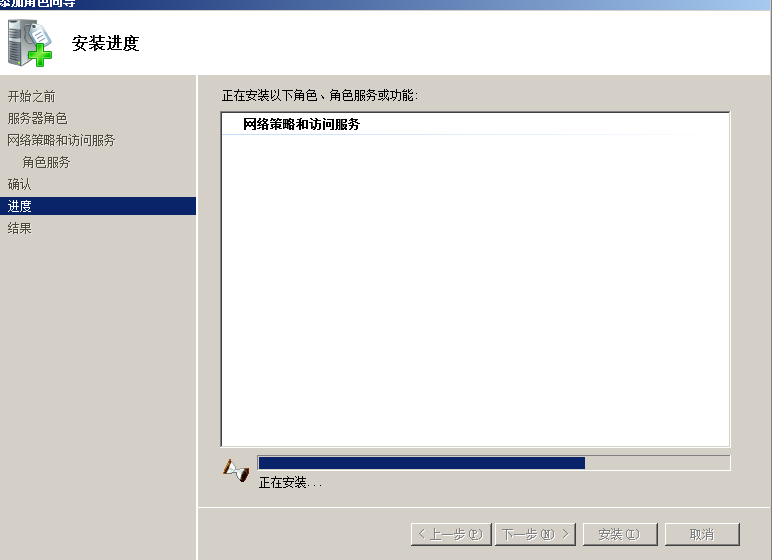 添加角色向导
安装进度
开始之前
服务器角色
网络策略和访问服务
角色服务
确认
进度
结果
正在安装以下角色、角色服务或功能:
网络策略和访问服务
正在安装...
< 上一步(P)
下一步(N) >
安装(I)
取消